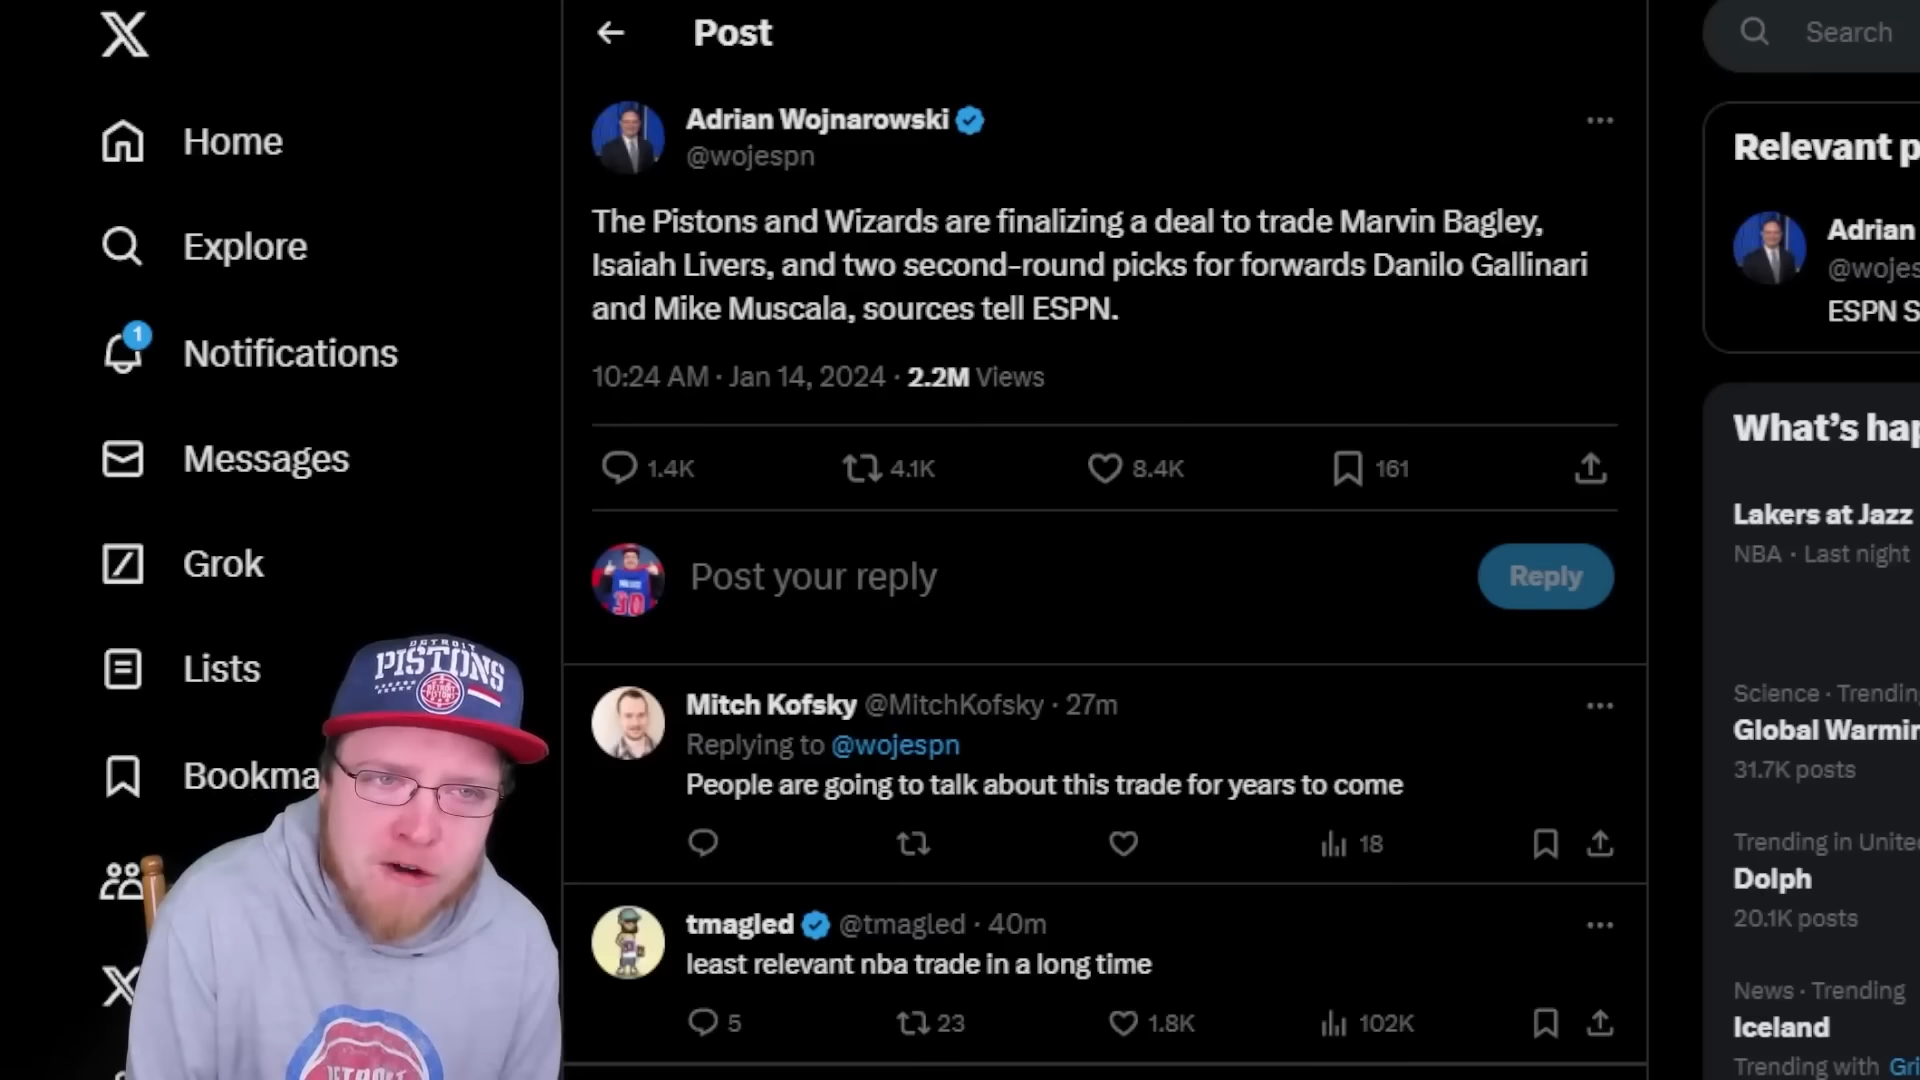 Home
Explore
1
Notifications
Messages
Grok
Lists
Bookma
DETROIT
PISTONS
Post
Adrian Wojnarowski
@wojespn
The Pistons and Wizards are finalizing a deal to trade Marvin Bagley,
Isaiah Livers, and two second-round picks for forwards Danilo Gallinari
and Mike Muscala, sources tell ESPN.
10:24 AM · Jan 14, 2024 · 2.2M Views
1.4K 4.1K 8.4K 161
Post your reply
Reply
30
Mitch Kofsky @MitchKofsky · 27m
Replying to @wojespn
People are going to talk about this trade for years to come
18
tmagled @tmagled · 40m
least relevant nba trade in a long time
5 23 1.8K 102K
Search
Relevant p
Adrian
@wojes
ESPN S
What's hap
Lakers at Jazz
NBA · Last night
Science · Trending
Global Warmin
31.7K posts
Trending in Unite
Dolph
20.1K posts
News · Trending
Iceland
Trending with Gri